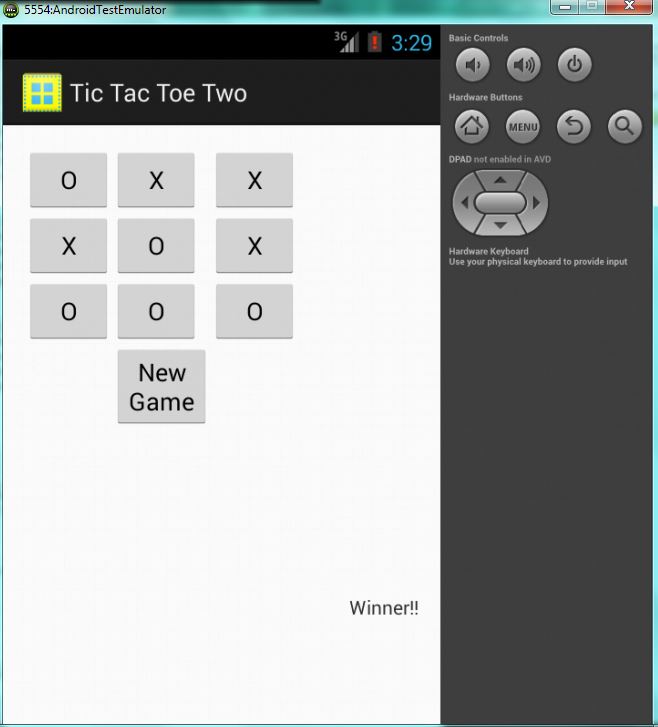 5554:AndroidTestEmulator
3G 3:29
Tic Tac Toe Two
O X X
X O X
O O O
New
Game
Winner!!
Basic Controls
Hardware Buttons
MENU
DPAD not enabled in AVD
Hardware Keyboard
Use your physical keyboard to provide input